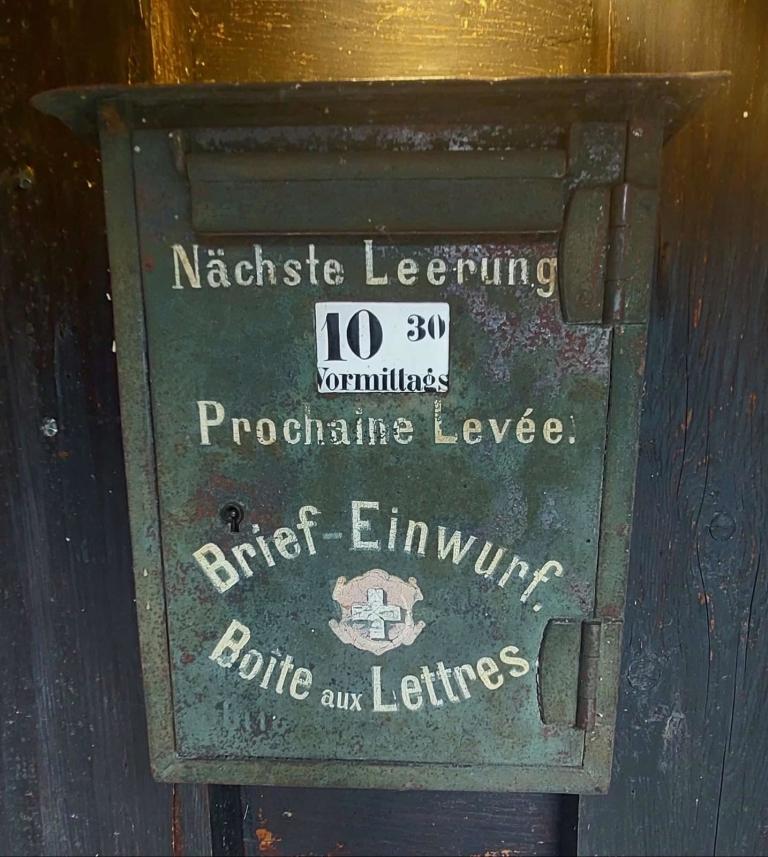 Nächste Leerung
10 30
Vormittags
Prochaine Levée.
Brief-Einwurf.
Boîte aux Lettres